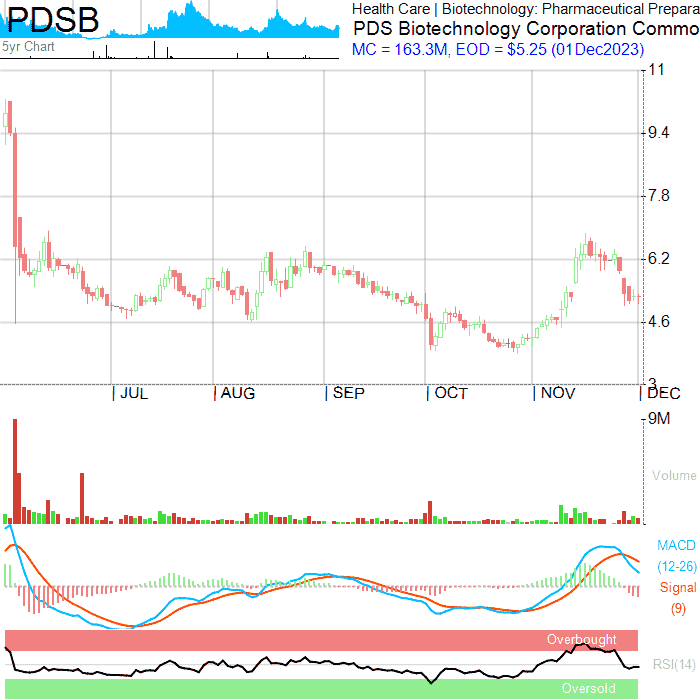 PDSB
5yr Chart
Health Care | Biotechnology: Pharmaceutical Prepara
PDS Biotechnology Corporation Commo
MC = 163.3M, EOD = $5.25 (01Dec2023)
11
9.4
7.8
6.2
4.6
3
| JUL | AUG | SEP | OCT | NOV | DEC
9M
Volume
MACD
(12-26)
Signal
(9)
Overbought
RSI(14)
Oversold